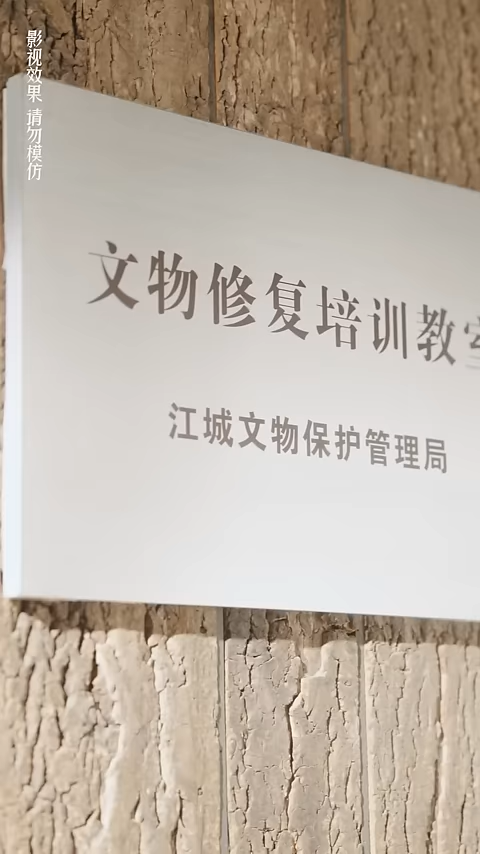 影视效果 请勿模仿
文物修复培训教室
江城文物保护管理局